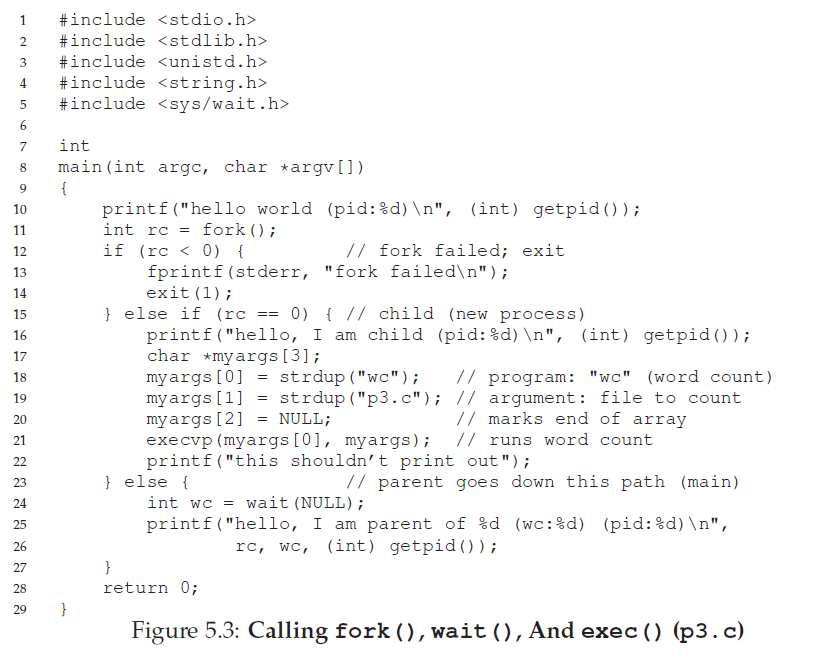 1 #include <stdio.h>
2 #include <stdlib.h>
3 #include <unistd.h>
4 #include <string.h>
5 #include <sys/wait.h>
6
7 int
8 main(int argc, char *argv[])
9 {
10     printf("hello world (pid:%d)\n", (int) getpid());
11     int rc = fork();
12     if (rc < 0) {         // fork failed; exit
13         fprintf(stderr, "fork failed\n");
14         exit(1);
15     } else if (rc == 0) { // child (new process)
16         printf("hello, I am child (pid:%d)\n", (int) getpid());
17         char *myargs[3];
18         myargs[0] = strdup("wc");   // program: "wc" (word count)
19         myargs[1] = strdup("p3.c"); // argument: file to count
20         myargs[2] = NULL;           // marks end of array
21         execvp(myargs[0], myargs);  // runs word count
22         printf("this shouldn't print out");
23     } else {              // parent goes down this path (main)
24         int wc = wait(NULL);
25         printf("hello, I am parent of %d (wc:%d) (pid:%d)\n",
26                 rc, wc, (int) getpid());
27     }
28     return 0;
29 }
Figure 5.3: Calling fork(), wait(), And exec() (p3.c)